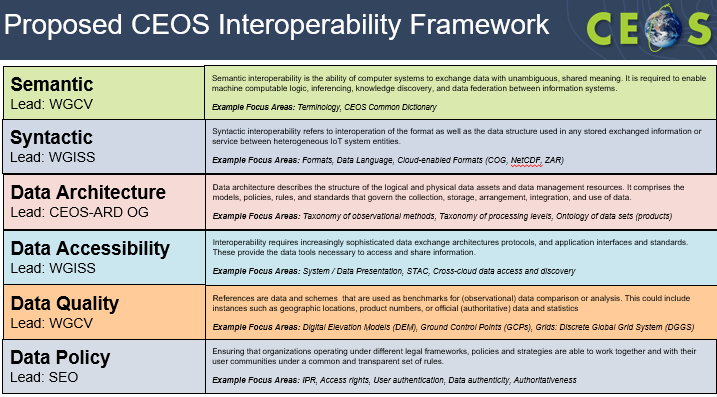 Proposed CEOS Interoperability Framework
CEOS
Semantic
Lead: WGCV
Semantic interoperability is the ability of computer systems to exchange data with unambiguous, shared meaning. It is required to enable
machine computable logic, inferencing, knowledge discovery, and data federation between information systems.
Example Focus Areas: Terminology, CEOS Common Dictionary
Syntactic
Lead: WGISS
Syntactic interoperability refers to interoperation of the format as well as the data structure used in any stored exchanged information or
service between heterogeneous IoT system entities.
Example Focus Areas: Formats, Data Language, Cloud-enabled Formats (COG, NetCDF, ZAR)
Data Architecture
Lead: CEOS-ARD OG
Data architecture describes the structure of the logical and physical data assets and data management resources. It comprises the
models, policies, rules, and standards that govern the collection, storage, arrangement, integration, and use of data.
Example Focus Areas: Taxonomy of observational methods, Taxonomy of processing levels, Ontology of data sets (products)
Data Accessibility
Lead: WGISS
Interoperability requires increasingly sophisticated data exchange architectures protocols, and application interfaces and standards.
These provide the data tools necessary to access and share information.
Example Focus Areas: System / Data Presentation, STAC, Cross-cloud data access and discovery
Data Quality
Lead: WGCV
References are data and schemes that are used as benchmarks for (observational) data comparison or analysis. This could include
instances such as geographic locations, product numbers, or official (authoritative) data and statistics
Example Focus Areas: Digital Elevation Models (DEM), Ground Control Points (GCPs), Grids: Discrete Global Grid System (DGGS)
Data Policy
Lead: SEO
Ensuring that organizations operating under different legal frameworks, policies and strategies are able to work together and with their
user communities under a common and transparent set of rules.
Example Focus Areas: IPR, Access rights, User authentication, Data authenticity, Authoritativeness